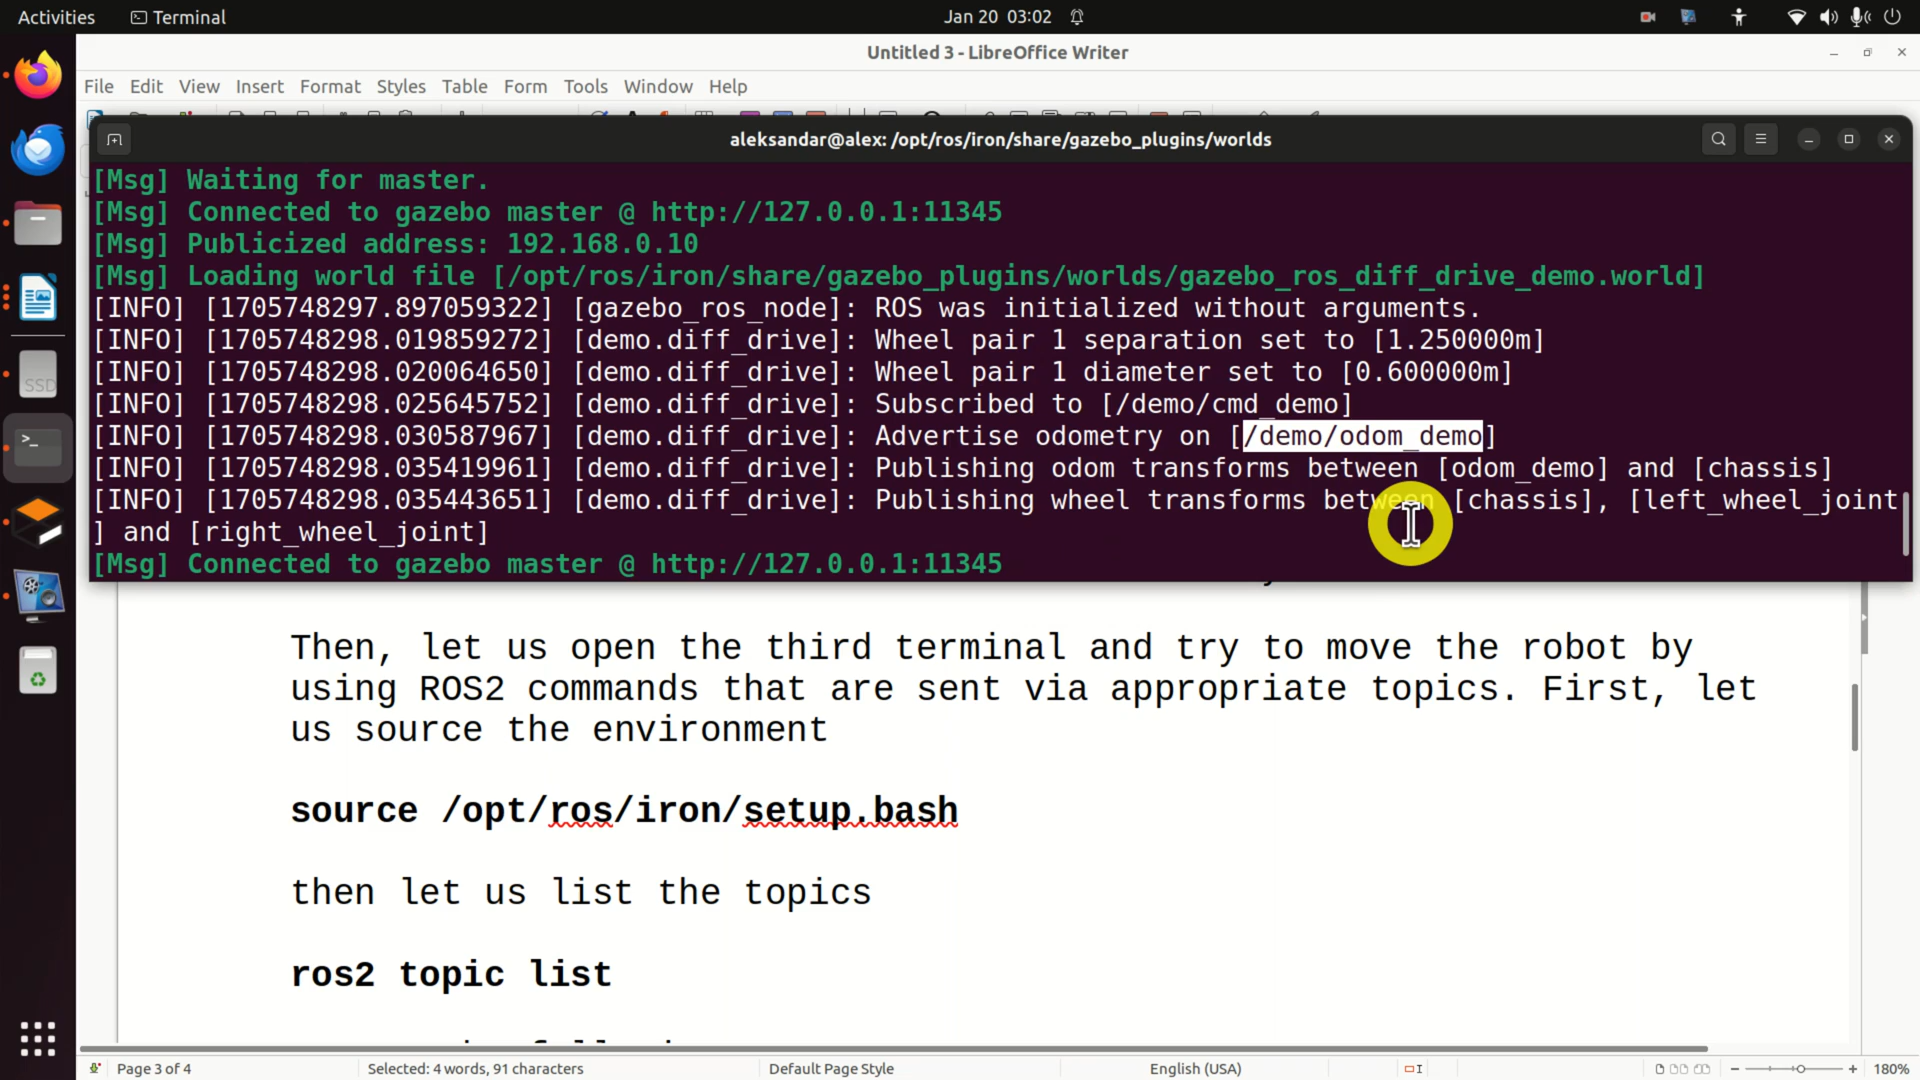 Activities
Terminal
Jan 20 03:02
Untitled 3 - LibreOffice Writer
File Edit View Insert Format Styles Table Form Tools Window Help
aleksandar@alex: /opt/ros/iron/share/gazebo_plugins/worlds
[Msg] Waiting for master.
[Msg] Connected to gazebo master @ http://127.0.0.1:11345
[Msg] Publicized address: 192.168.0.10
[Msg] Loading world file [/opt/ros/iron/share/gazebo_plugins/worlds/gazebo_ros_diff_drive_demo.world]
[INFO] [1705748297.897059322] [gazebo_ros_node]: ROS was initialized without arguments.
[INFO] [1705748298.019859272] [demo.diff_drive]: Wheel pair 1 separation set to [1.250000m]
[INFO] [1705748298.020064650] [demo.diff_drive]: Wheel pair 1 diameter set to [0.600000m]
[INFO] [1705748298.025645752] [demo.diff_drive]: Subscribed to [/demo/cmd_demo]
[INFO] [1705748298.030587967] [demo.diff_drive]: Advertise odometry on [/demo/odom_demo]
[INFO] [1705748298.035419961] [demo.diff_drive]: Publishing odom transforms between [odom_demo] and [chassis]
[INFO] [1705748298.035443651] [demo.diff_drive]: Publishing wheel transforms between [chassis], [left_wheel_joint
] and [right_wheel_joint]
[Msg] Connected to gazebo master @ http://127.0.0.1:11345
SSD
Then, let us open the third terminal and try to move the robot by
using ROS2 commands that are sent via appropriate topics. First, let
us source the environment
source /opt/ros/iron/setup.bash
then let us list the topics
ros2 topic list
Page 3 of 4
Selected: 4 words, 91 characters
Default Page Style
English (USA)
180%